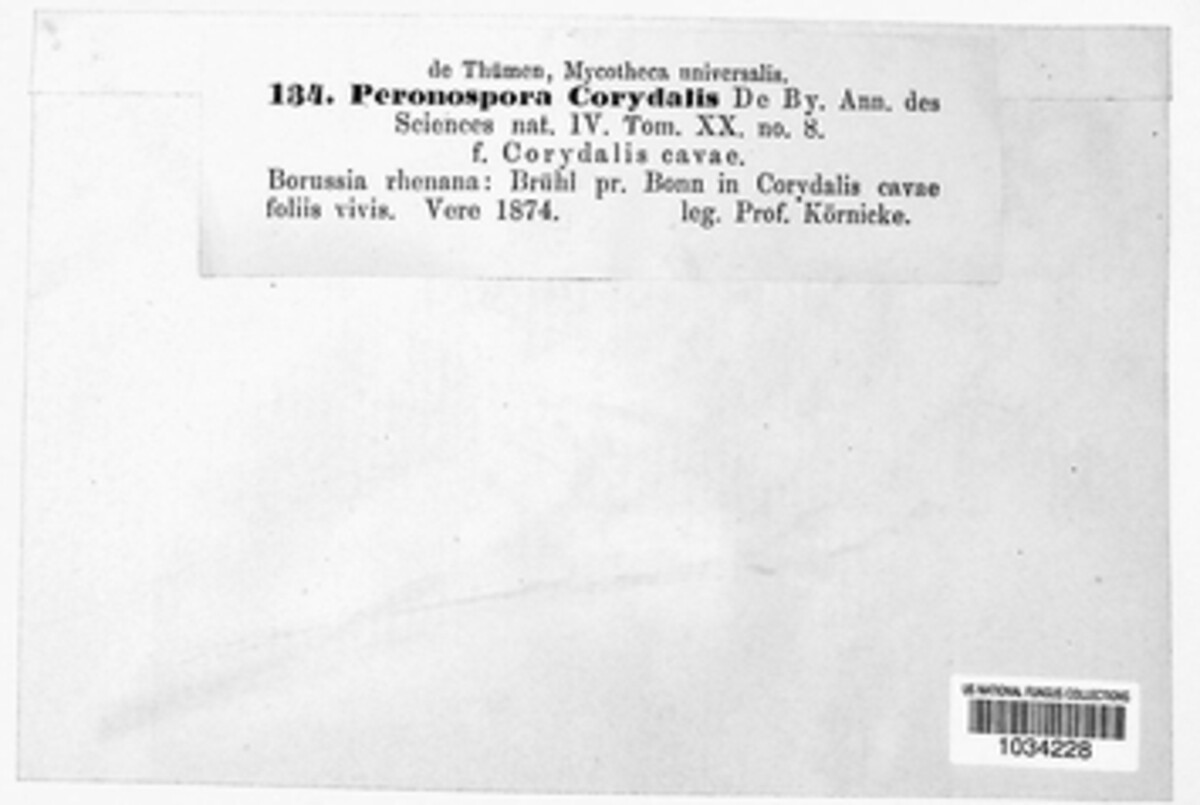 de Thümen, Mycotheca universalis.
134. Peronospora Corydalis De By. Ann. des
Sciences nat. IV. Tom. XX. no. 8.
f. Corydalis cavae.
Borussia rhenana: Brühl pr. Bonn in Corydalis cavae
foliis vivis. Vere 1874. leg. Prof. Körnicke.
US NATIONAL FUNGUS COLLECTIONS
1034228